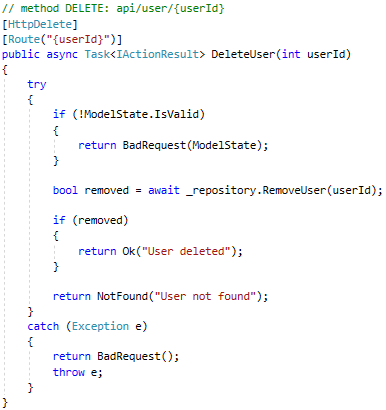 // method DELETE: api/user/{userId}
[HttpDelete]
[Route("{userId}")]
public async Task<IActionResult> DeleteUser(int userId)
{
    try
    {
        if (!ModelState.IsValid)
        {
            return BadRequest(ModelState);
        }

        bool removed = await _repository.RemoveUser(userId);

        if (removed)
        {
            return Ok("User deleted");
        }

        return NotFound("User not found");
    }
    catch (Exception e)
    {
        return BadRequest();
        throw e;
    }
}